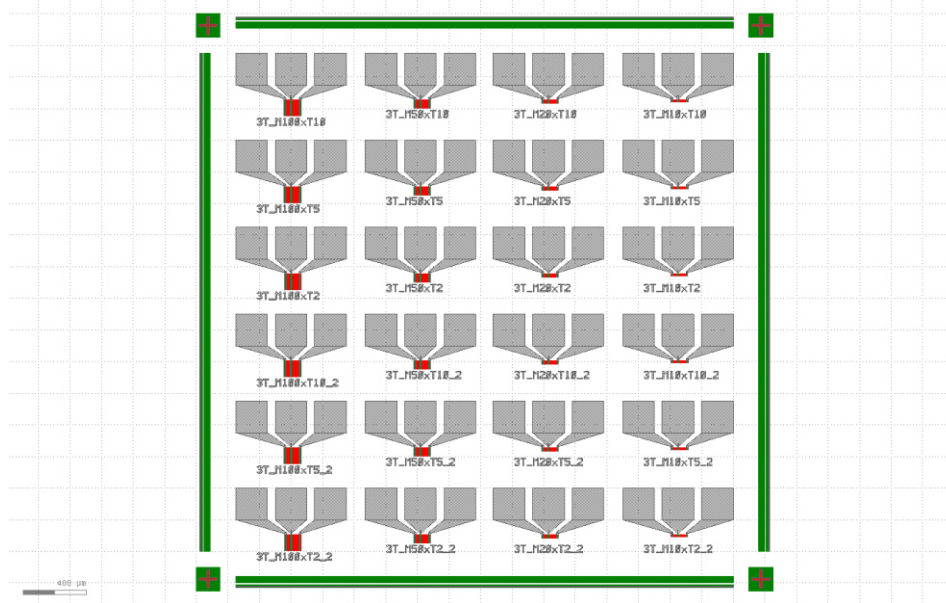 3T_M100xT10 3T_M50xT10 3T_M20xT10 3T_M10xT10
3T_M100xT5 3T_M50xT5 3T_M20xT5 3T_M10xT5
3T_M100xT2 3T_M50xT2 3T_M20xT2 3T_M10xT2
3T_M100xT10_2 3T_M50xT10_2 3T_M20xT10_2 3T_M10xT10_2
3T_M100xT5_2 3T_M50xT5_2 3T_M20xT5_2 3T_M10xT5_2
3T_M100xT2_2 3T_M50xT2_2 3T_M20xT2_2 3T_M10xT2_2
400 μm